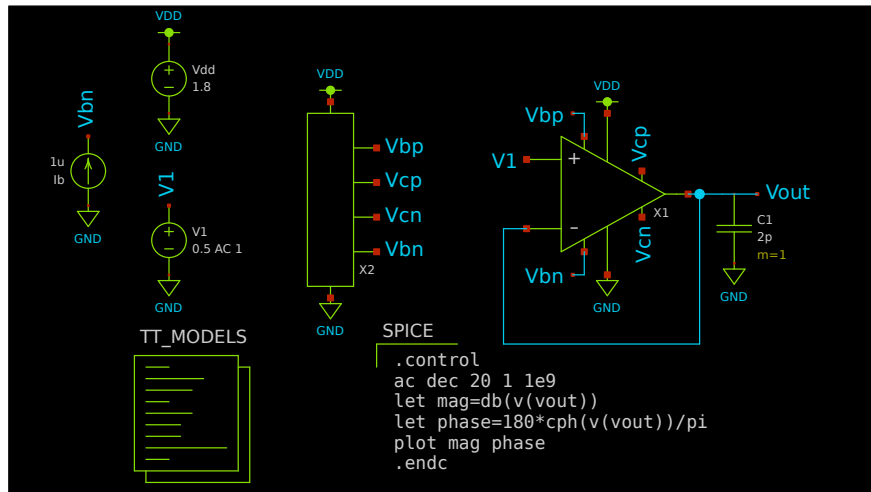 VDD
Vdd
1.8
GND
Vbn
1u
Ib
GND
V1
V1
0.5 AC 1
GND
VDD
Vbp
Vcp
Vcn
Vbn
X2
GND
VDD
Vbp
Vcp
V1
+
-
X1
Vout
Vbn
Vcn
GND
C1
2p
m=1
GND
TT_MODELS
SPICE
.control
ac dec 20 1 1e9
let mag=db(v(vout))
let phase=180*cph(v(vout))/pi
plot mag phase
.endc